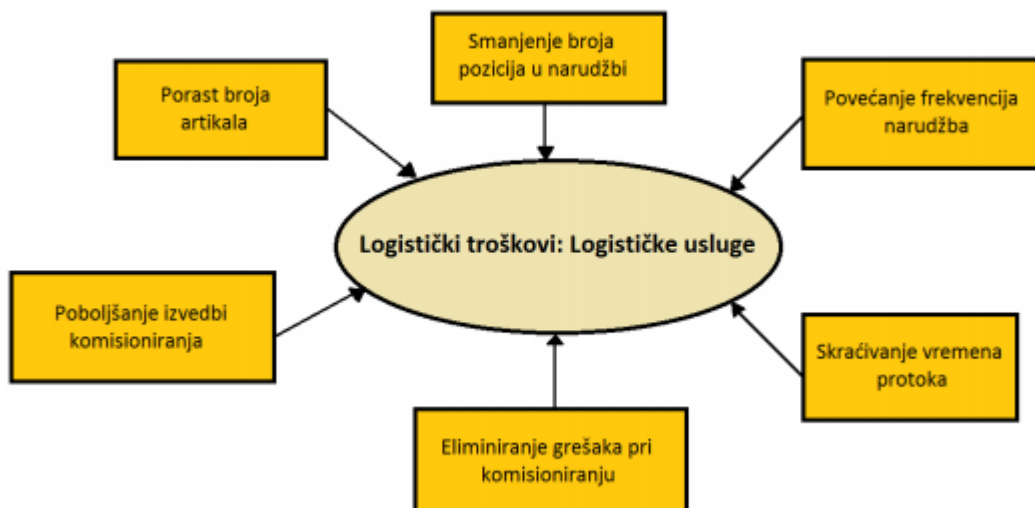 Smanjenje broja
pozicija u narudžbi
Porast broja
artikala
Povećanje frekvencija
narudžba
Logistički troškovi: Logističke usluge
Poboljšanje izvedbi
komisioniranja
Skraćivanje vremena
protoka
Eliminiranje grešaka pri
komisioniranju